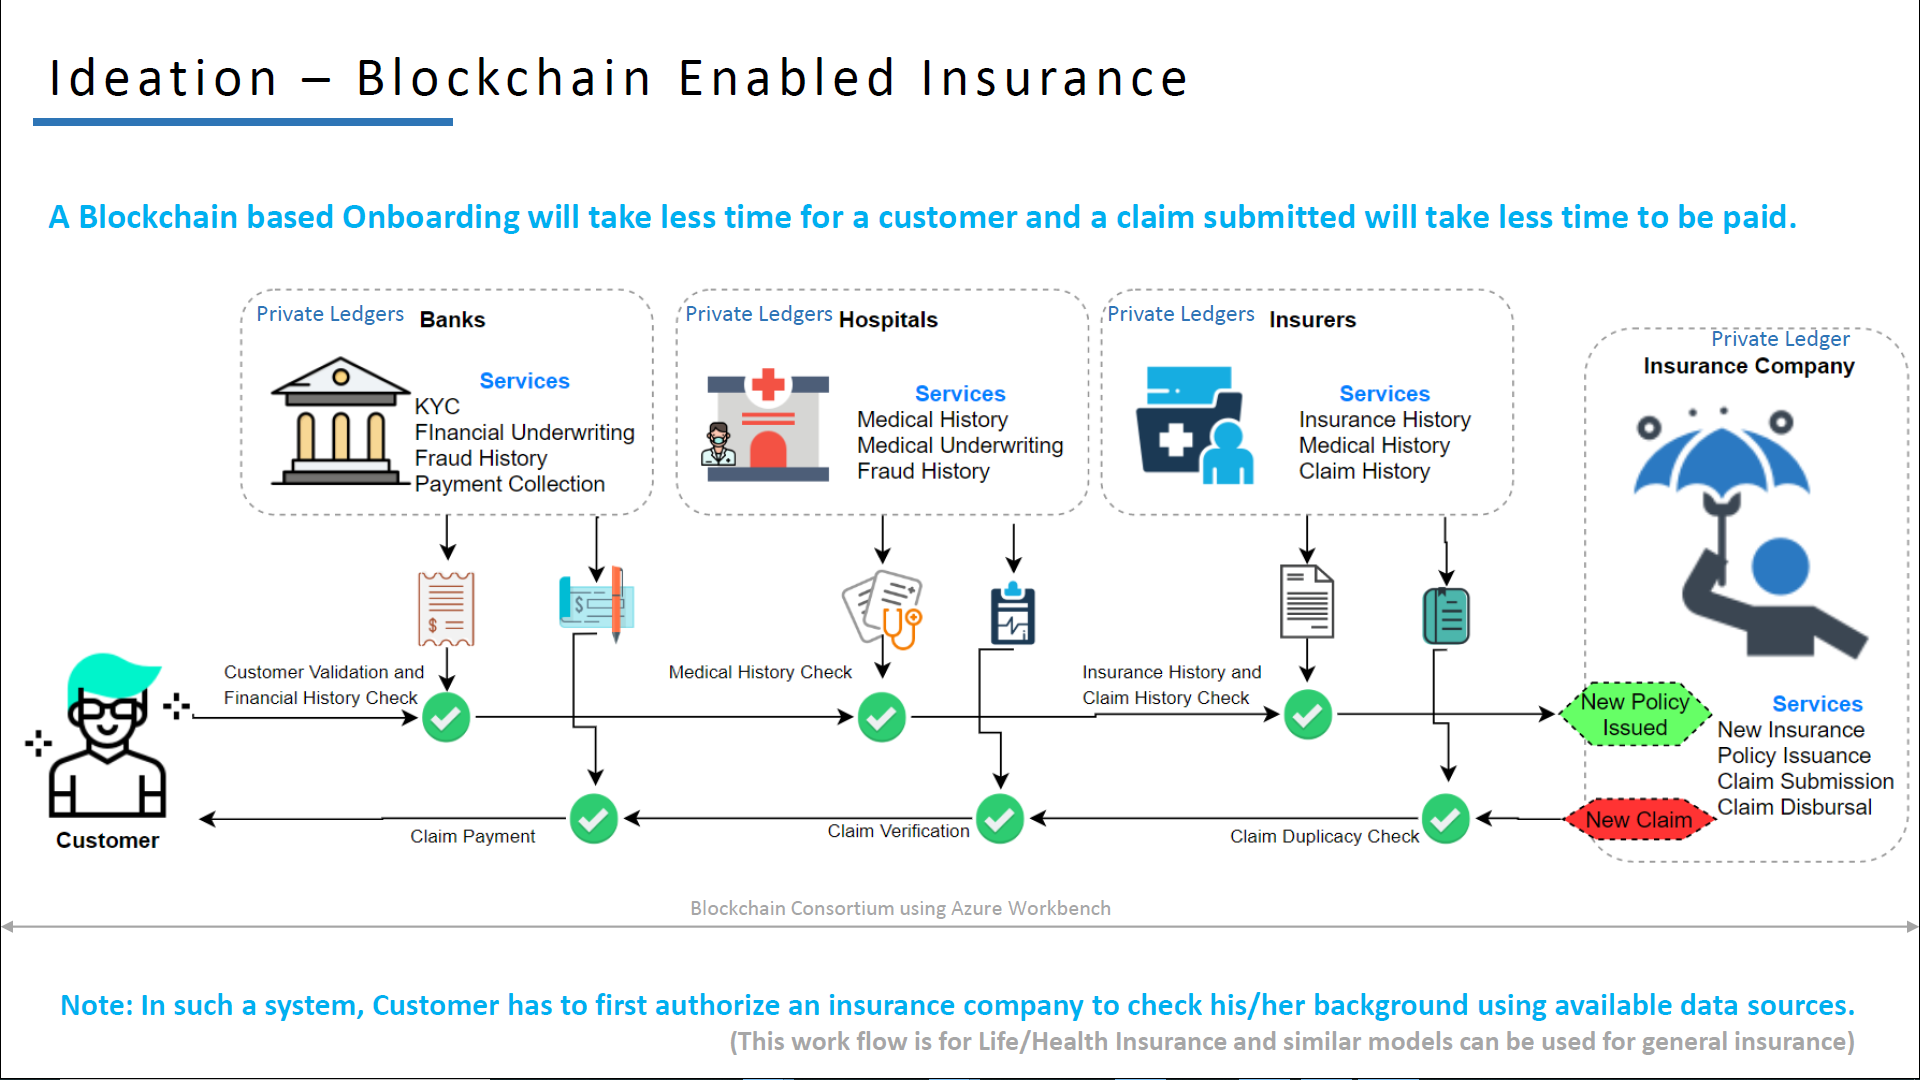 Ideation – Blockchain Enabled Insurance
A Blockchain based Onboarding will take less time for a customer and a claim submitted will take less time to be paid.
Private Ledgers Banks
Services
KYC
FInancial Underwriting
Fraud History
Payment Collection
Private Ledgers Hospitals
Services
Medical History
Medical Underwriting
Fraud History
Private Ledgers Insurers
Services
Insurance History
Medical History
Claim History
Private Ledger
Insurance Company
$
$
Customer Validation and
Financial History Check
Medical History Check
Insurance History and
Claim History Check
New Policy
Issued
Services
New Insurance
Policy Issuance
Claim Submission
Claim Disbursal
New Claim
Customer
Claim Payment
Claim Verification
Claim Duplicacy Check
Blockchain Consortium using Azure Workbench
Note: In such a system, Customer has to first authorize an insurance company to check his/her background using available data sources.
(This work flow is for Life/Health Insurance and similar models can be used for general insurance)